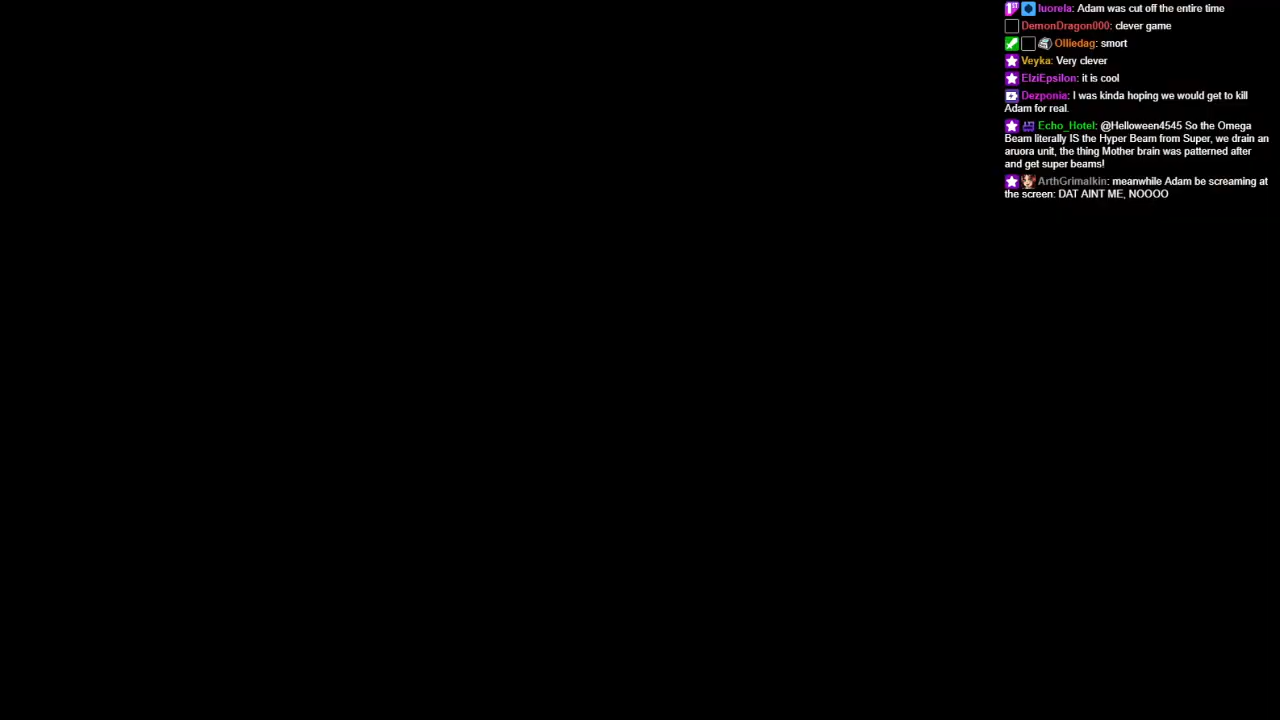 luorela: Adam was cut off the entire time
DemonDragon000: clever game
Olliedag: smort
Veyka: Very clever
ElziEpsilon: it is cool
Dezponia: I was kinda hoping we would get to kill
Adam for real.
Echo_Hotel: @Helloween4545 So the Omega
Beam literally IS the Hyper Beam from Super, we drain an
aruora unit, the thing Mother brain was patterned after
and get super beams!
ArthGrimalkin: meanwhile Adam be screaming at
the screen: DAT AINT ME, NOOOO